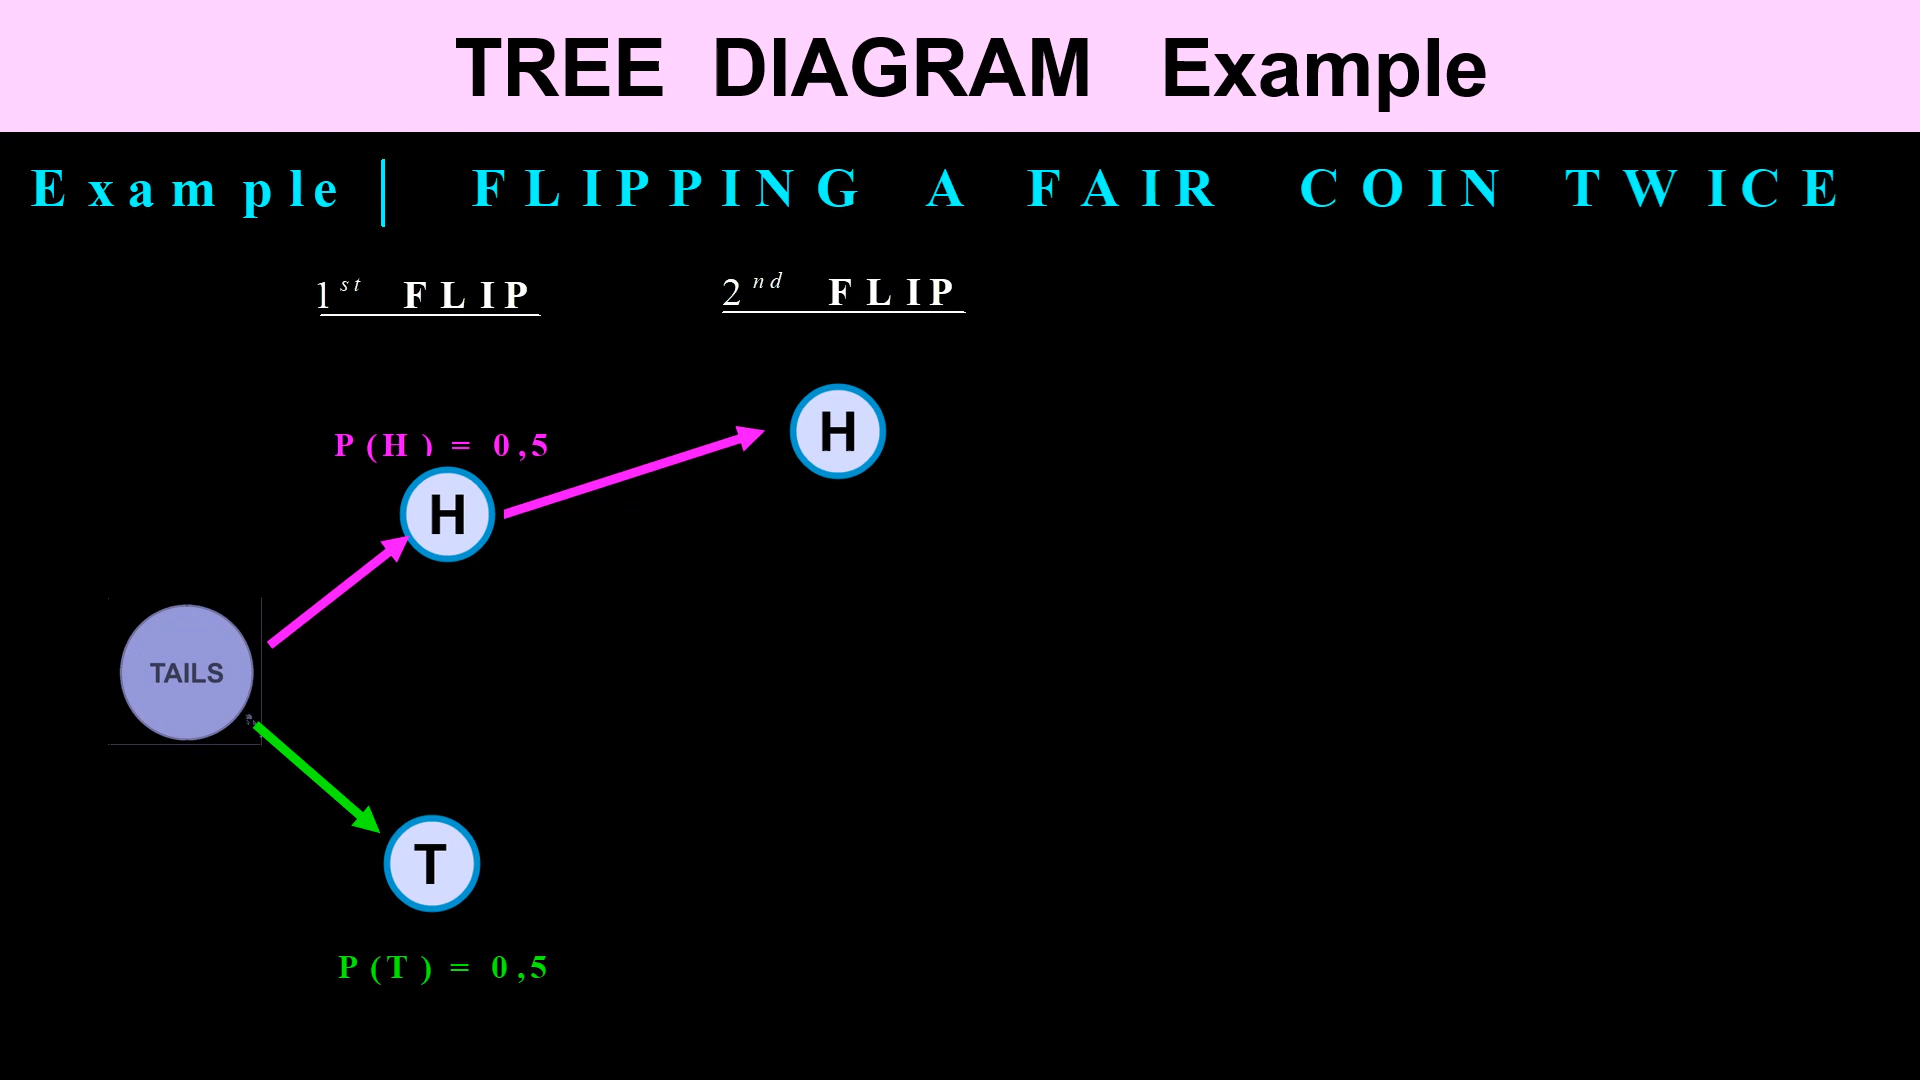 TREE DIAGRAM Example
Example | FLIPPING A FAIR COIN TWICE
1st FLIP 2nd FLIP
H
P(H) = 0,5
H
TAILS
T
P(T) = 0,5